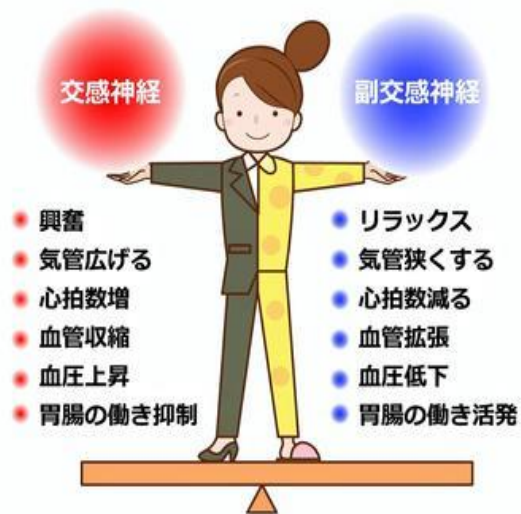 交感神経
副交感神経
興奮
気管広げる
心拍数増
血管収縮
血圧上昇
胃腸の働き抑制
リラックス
気管狭くする
心拍数減る
血管拡張
血圧低下
胃腸の働き活発